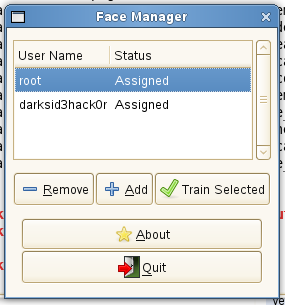 Face Manager
User Name Status
root Assigned
darksid3hack0r Assigned
Remove Add Train Selected
About
Quit